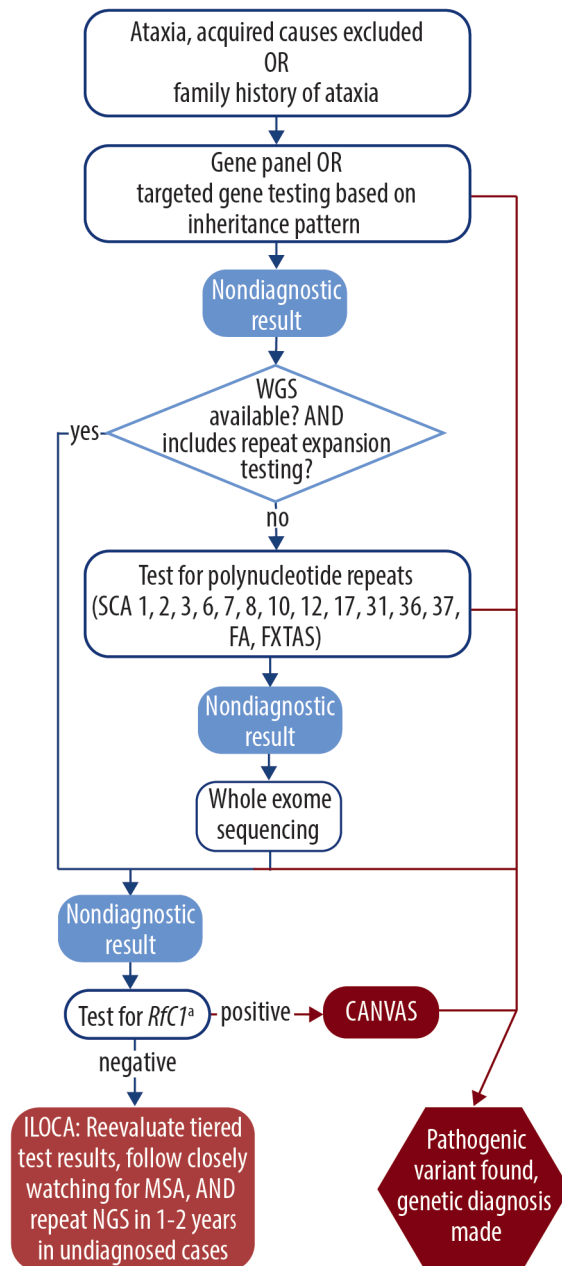 Ataxia, acquired causes excluded
OR
family history of ataxia
Gene panel OR
targeted gene testing based on
inheritance pattern
Nondiagnostic
result
WGS
available? AND
includes repeat expansion
testing?
yes
no
Test for polynucleotide repeats
(SCA 1, 2, 3, 6, 7, 8, 10, 12, 17, 31, 36, 37,
FA, FXTAS)
Nondiagnostic
result
Whole exome
sequencing
Nondiagnostic
result
Test for RfC1ᵃ
positive
CANVAS
negative
ILOCA: Reevaluate tiered
test results, follow closely
watching for MSA, AND
repeat NGS in 1-2 years
in undiagnosed cases
Pathogenic
variant found,
genetic diagnosis
made